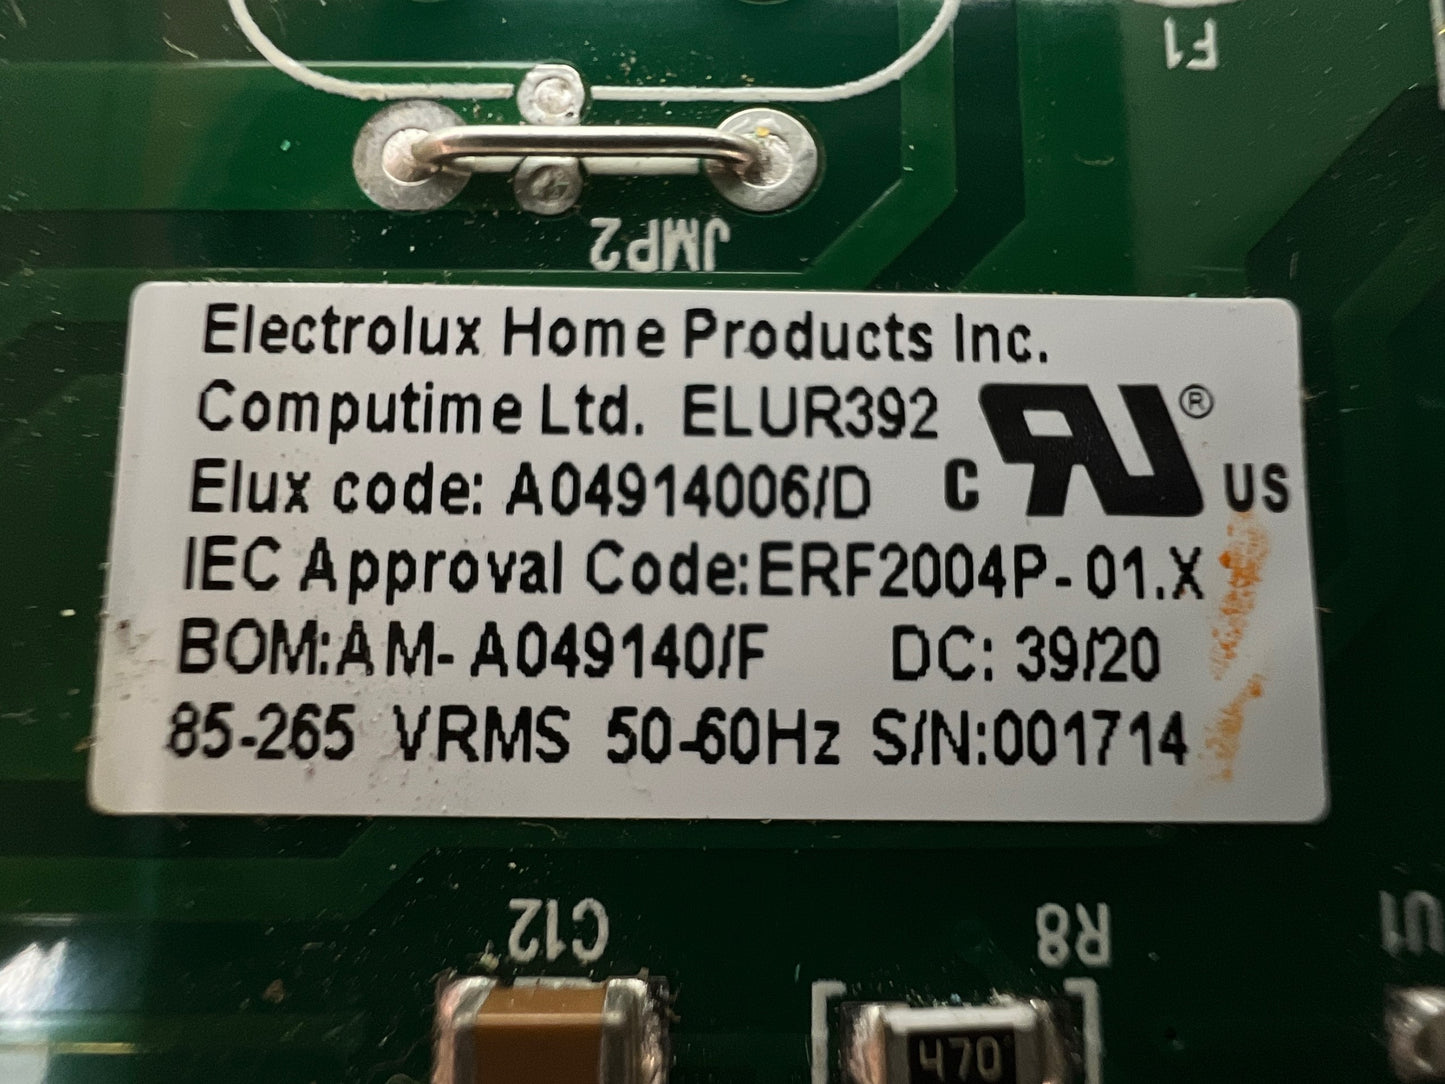 F1
JMP2
Electrolux Home Products Inc.
Computime Ltd. ELUR392
Elux code: A04914006/D
C RU ® US
IEC Approval Code:ERF2004P-01.X
BOM:AM-A049140/F DC: 39/20
85-265 VRMS 50-60Hz S/N:001714
C12
R8
U1
470